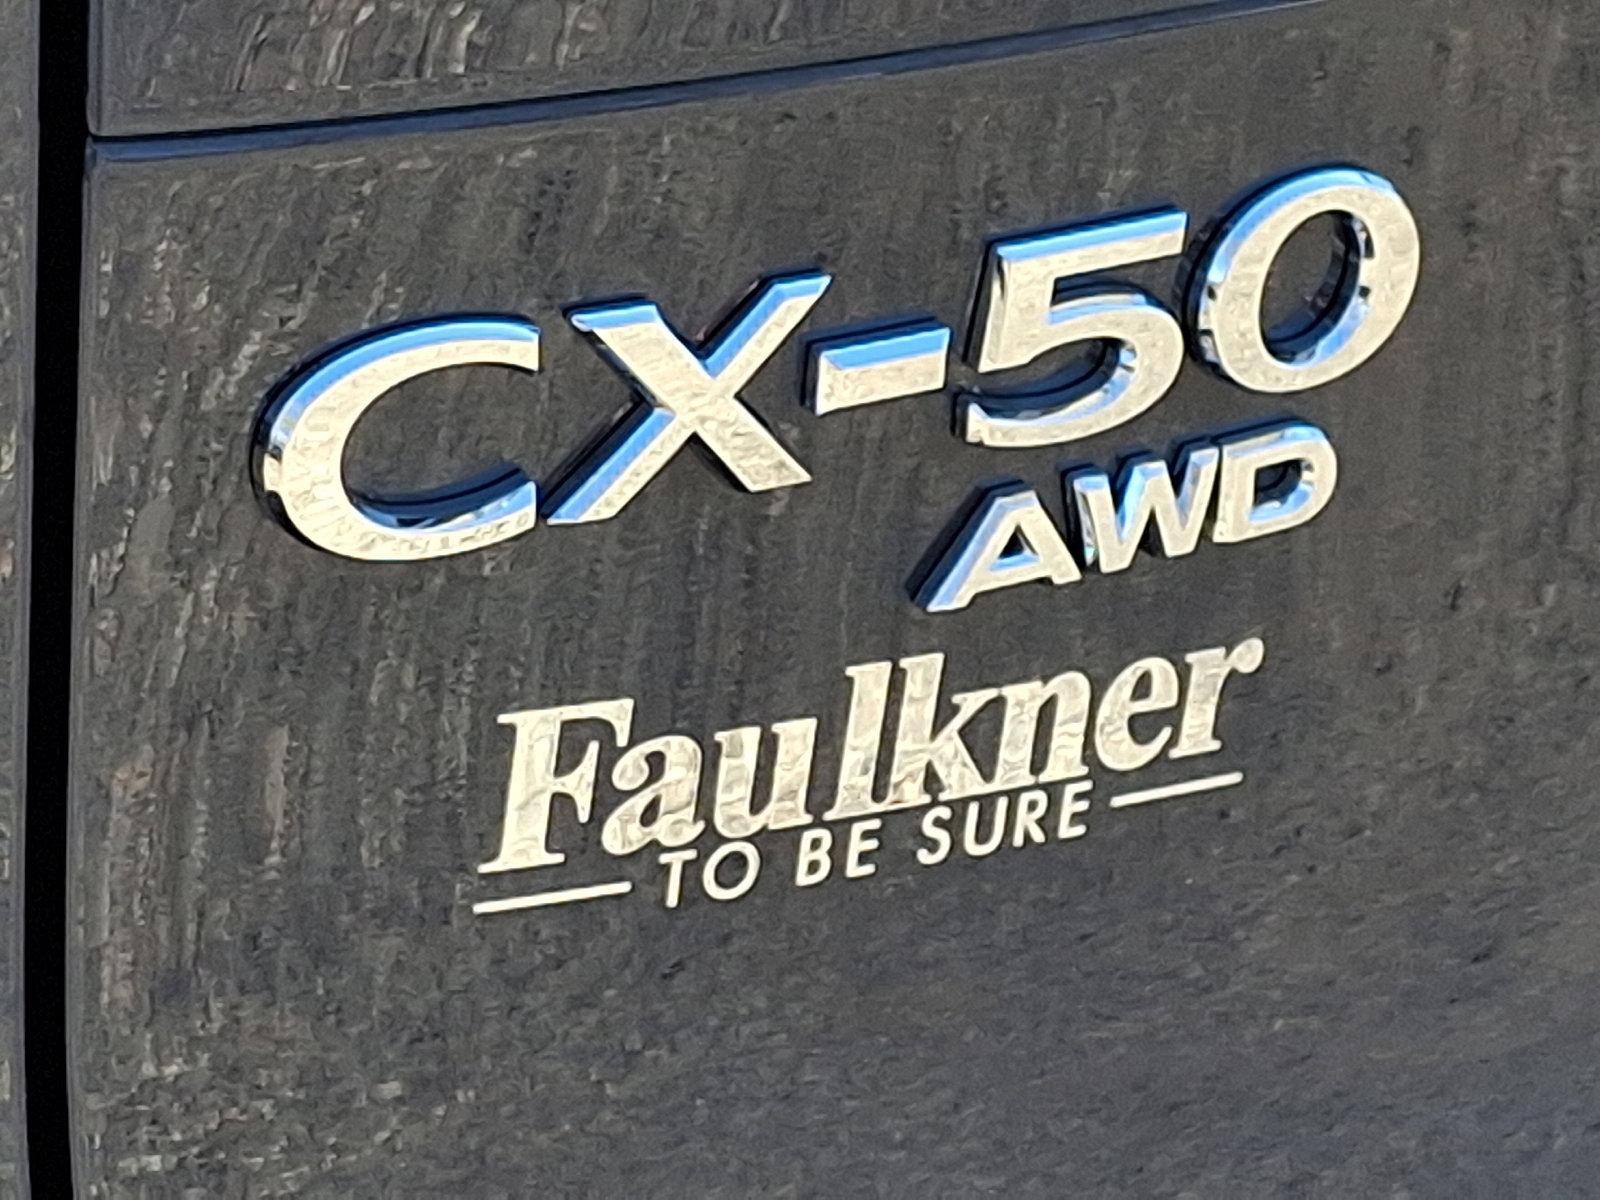 CX-50
AWD
Faulkner
TO BE SURE